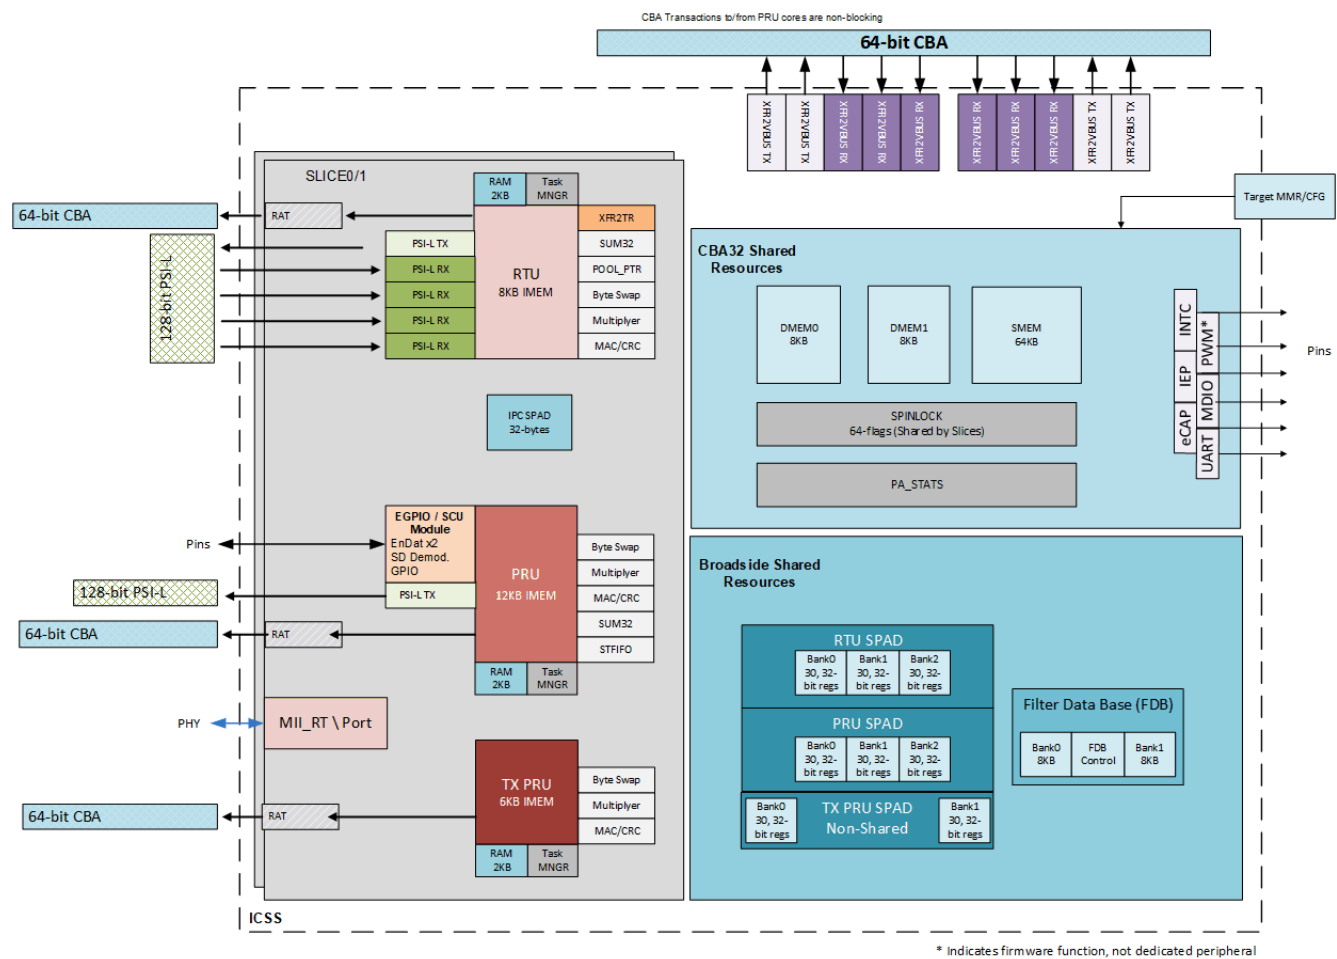 CBA Transactions to/from PRU cores are non-blocking
64-bit CBA
XFR2VBUS TX
XFR2VBUS TX
XFR2VBUS RX
XFR2VBUS RX
XFR2VBUS RX
XFR2VBUS RX
XFR2VBUS RX
XFR2VBUS RX
XFR2VBUS TX
XFR2VBUS TX
SLICE0/1
RAM
2KB
Task
MNGR
64-bit CBA
RAT
XFR2TR
PSI-L TX
SUM32
128-bit PSI-L
PSI-L RX
POOL_PTR
RTU
8KB IMEM
PSI-L RX
Byte Swap
PSI-L RX
Multiplyer
PSI-L RX
MAC/CRC
IPC SPAD
32-bytes
EGPIO / SCU
Module
EnDat x2
SD Demod.
GPIO
Pins
PSI-L TX
128-bit PSI-L
PRU
12KB IMEM
Byte Swap
Multiplyer
MAC/CRC
SUM32
STFIFO
64-bit CBA
RAT
RAM
2KB
Task
MNGR
PHY
MII_RT \ Port
TX PRU
6KB IMEM
Byte Swap
Multiplyer
MAC/CRC
64-bit CBA
RAT
RAM
2KB
Task
MNGR
ICSS
Target MMR/CFG
CBA32 Shared
Resources
DMEM0
8KB
DMEM1
8KB
SMEM
64KB
SPINLOCK
64-flags (Shared by Slices)
PA_STATS
INTC
IEP
eCAP
PWM*
MDIO
UART
Pins
Broadside Shared
Resources
RTU SPAD
Bank0
30, 32-
bit regs
Bank1
30, 32-
bit regs
Bank2
30, 32-
bit regs
PRU SPAD
Bank0
30, 32-
bit regs
Bank1
30, 32-
bit regs
Bank2
30, 32-
bit regs
TX PRU SPAD
Non-Shared
Bank0
30, 32-
bit regs
Bank1
30, 32-
bit regs
Filter Data Base (FDB)
Bank0
8KB
FDB
Control
Bank1
8KB
* Indicates firmware function, not dedicated peripheral